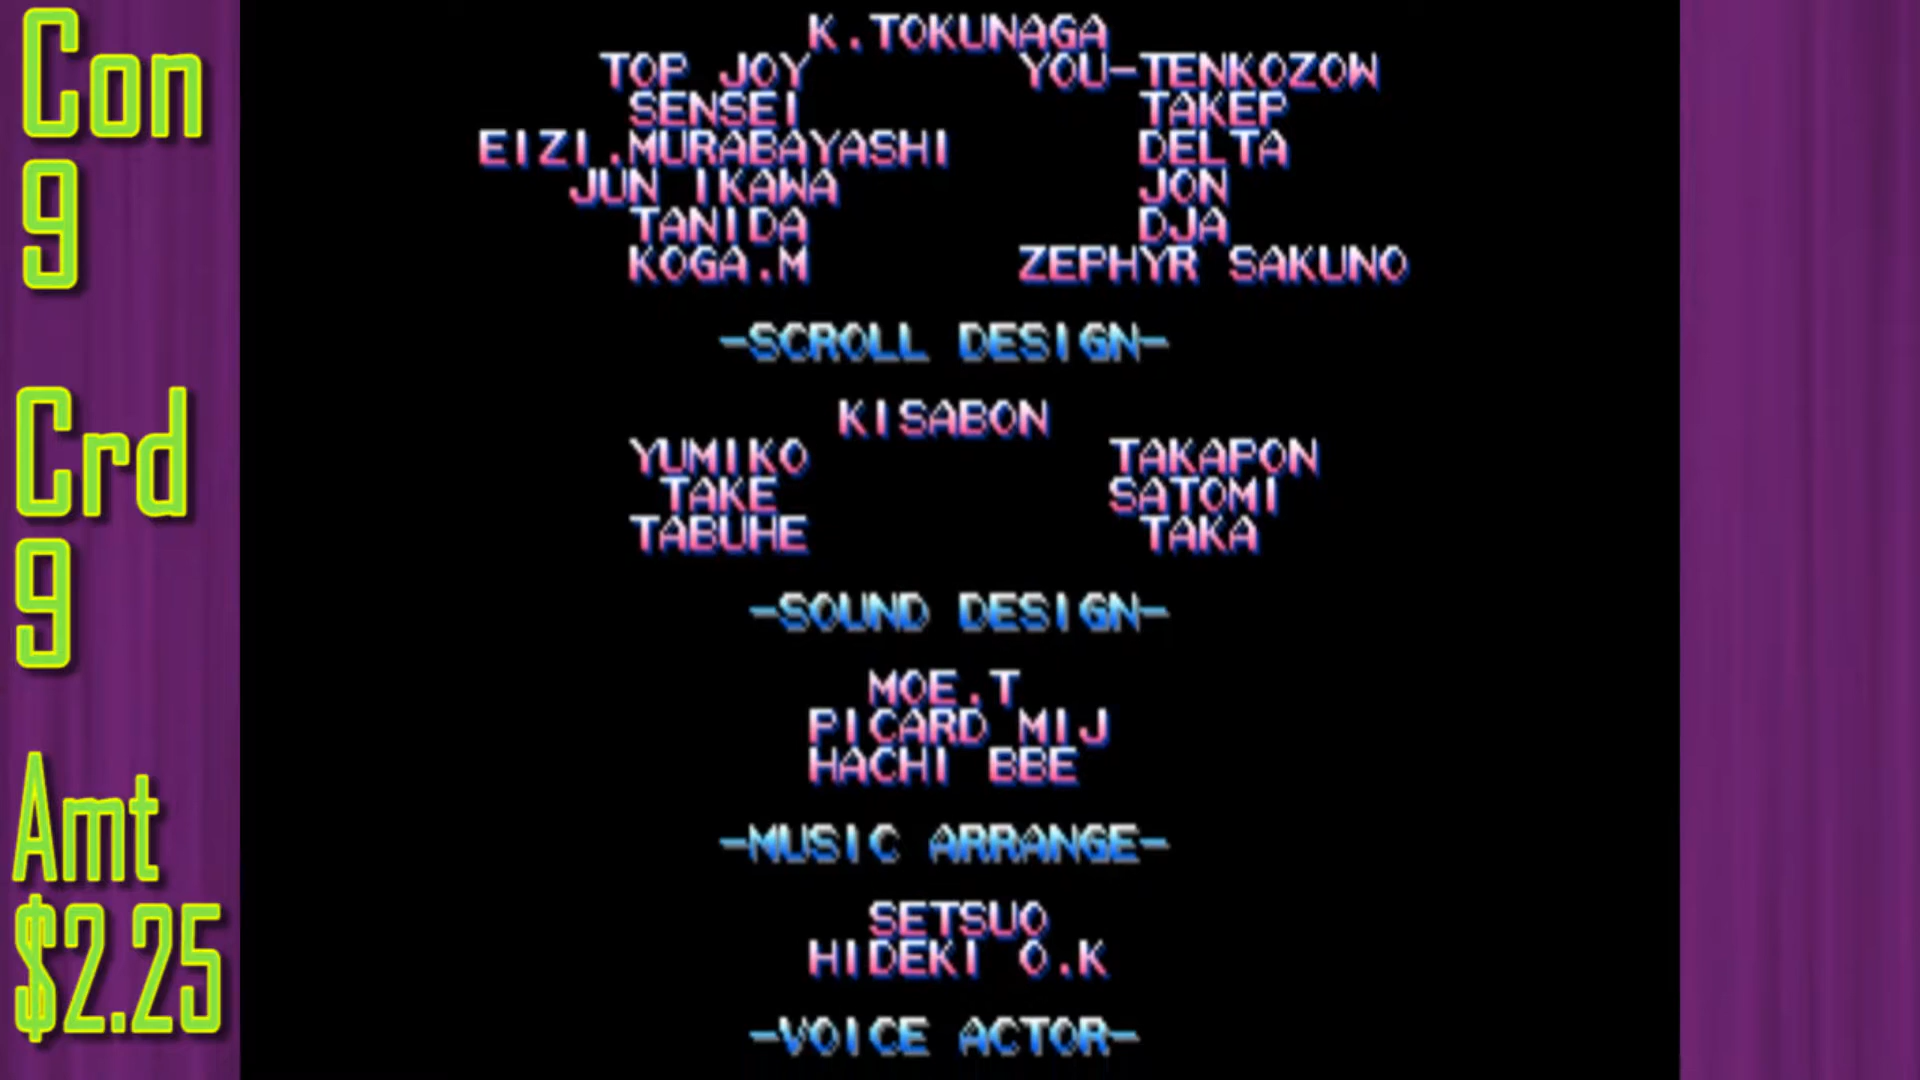 Con
9
Crd
9
Amt
$2.25
K.TOKUNAGA
TOP JOY YOU-TENKOZOW
SENSEI TAKEP
EIZI.MURABAYASHI DELTA
JUN IKAWA JON
TANIDA DJA
KOGA.M ZEPHYR SAKUNO
-SCROLL DESIGN-
KISABON
YUMIKO TAKAPON
TAKE SATOMI
TABUHE TAKA
-SOUND DESIGN-
MOE.T
PICARD MIJ
HACHI BBE
-MUSIC ARRANGE-
SETSUO
HIDEKI O.K
-VOICE ACTOR-